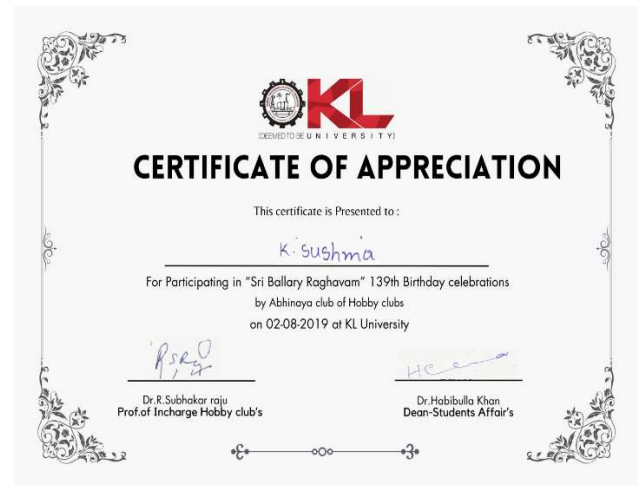 KL
(DEEMED TO BE UNIVERSITY)
CERTIFICATE OF APPRECIATION
This certificate is Presented to :
K. Sushma
For Participating in "Sri Ballary Raghavam" 139th Birthday celebrations
by Abhinaya club of Hobby clubs
on 02-08-2019 at KL University
Dr.R.Subhakar raju
Prof.of Incharge Hobby club's
Dr.Habibulla Khan
Dean-Students Affair's